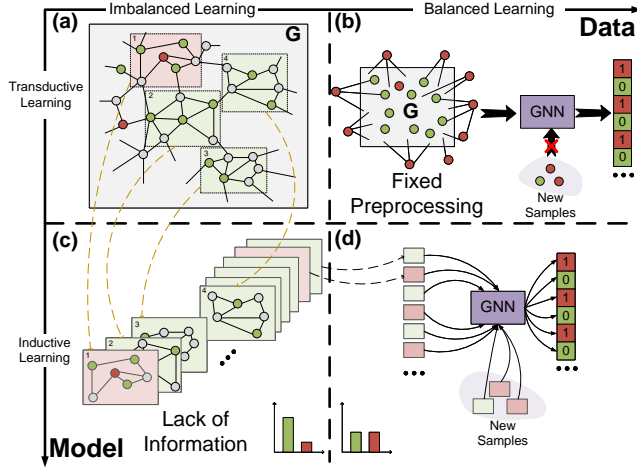 Imbalanced Learning
Balanced Learning
Data
(a)
G
1
4
2
3
Transductive
Learning
(b)
G
Fixed
Preprocessing
GNN
New
Samples
1
0
1
0
(c)
4
3
2
1
Inductive
Learning
Model
Lack of
Information
(d)
GNN
New
Samples
1
0
1
0
1
0